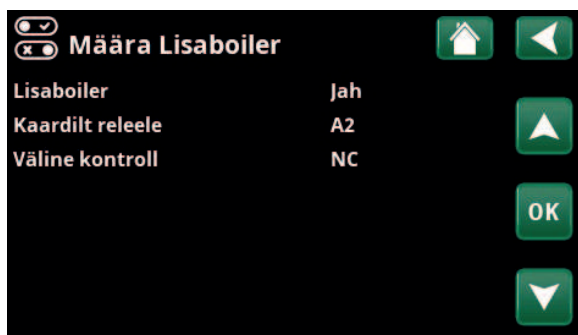 Määra Lisaboiler
Lisaboiler Jah
Kaardilt releele A2
Väline kontroll NC
OK